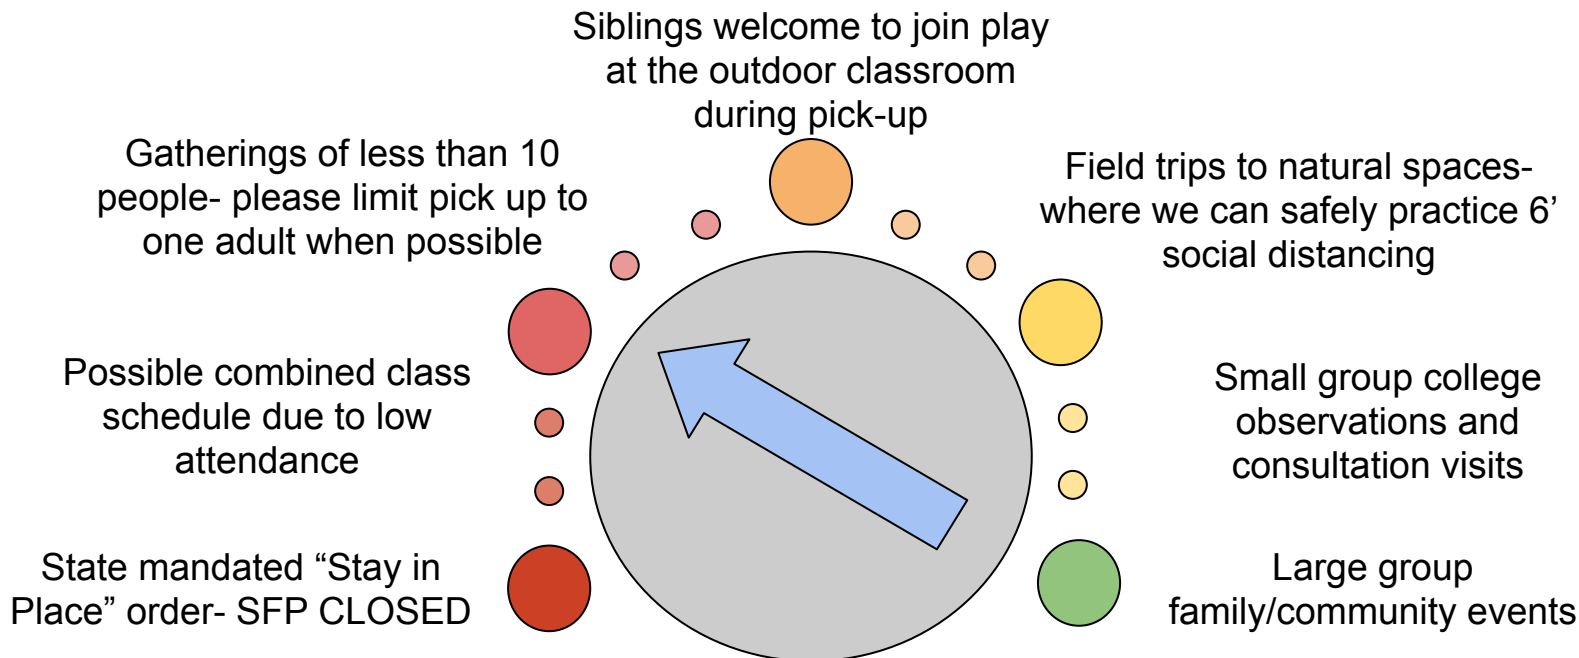 Siblings welcome to join play
at the outdoor classroom
during pick-up
Gatherings of less than 10
people- please limit pick up to
one adult when possible
Field trips to natural spaces-
where we can safely practice 6’
social distancing
Possible combined class
schedule due to low
attendance
Small group college
observations and
consultation visits
State mandated “Stay in
Place” order- SFP CLOSED
Large group
family/community events